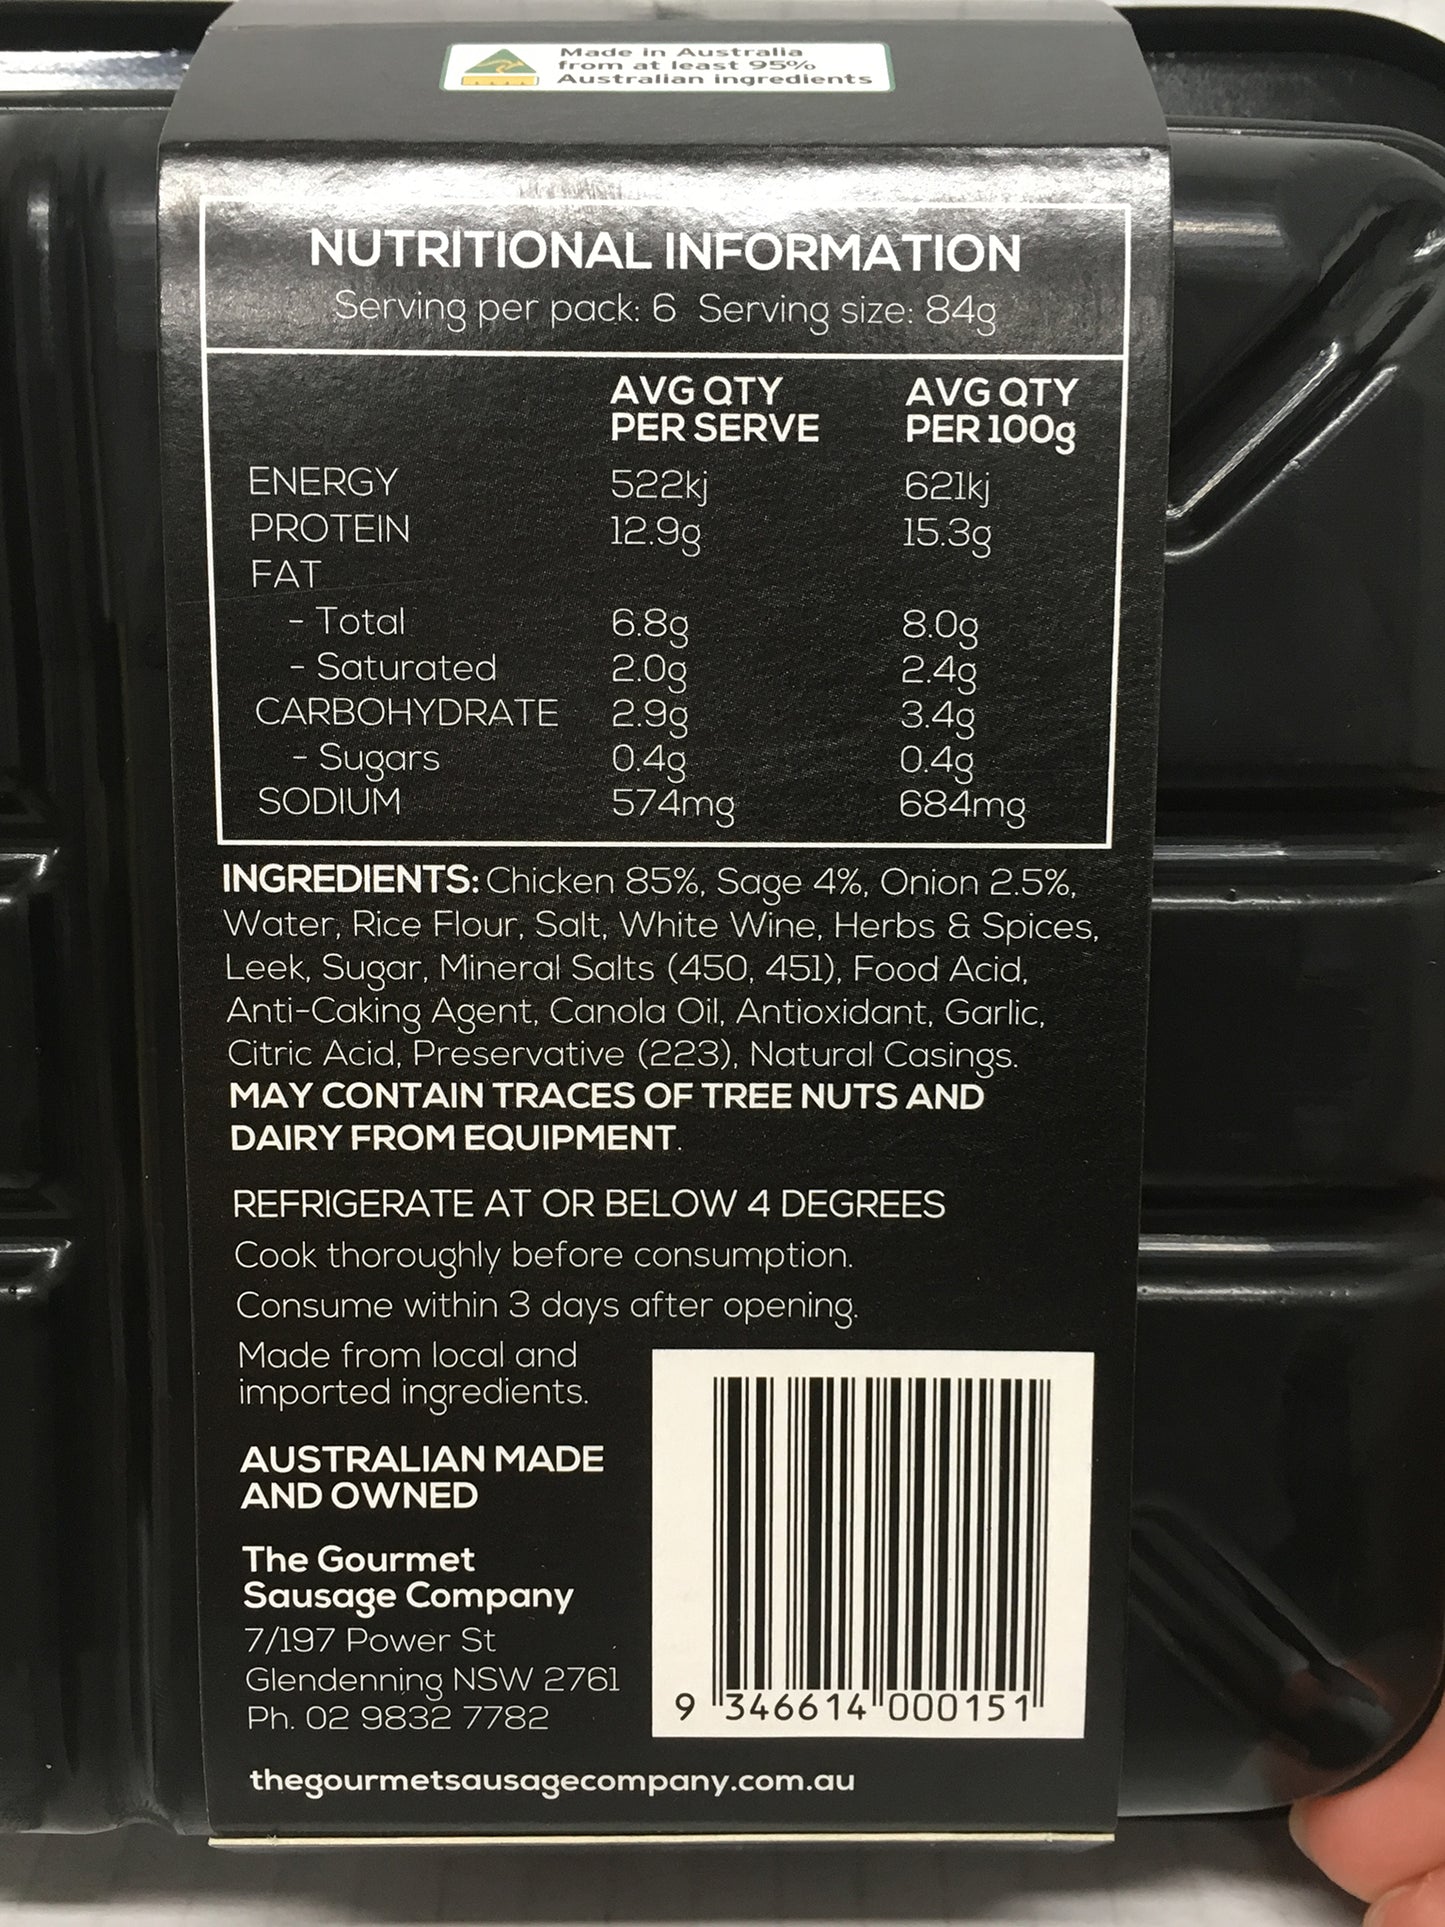 Made in Australia
from at least 95%
Australian ingredients
NUTRITIONAL INFORMATION
Serving per pack: 6 Serving size: 84g
AVG QTY PER SERVE AVG QTY PER 100g
ENERGY 522kj 621kj
PROTEIN 12.9g 15.3g
FAT
- Total 6.8g 8.0g
- Saturated 2.0g 2.4g
CARBOHYDRATE 2.9g 3.4g
- Sugars 0.4g 0.4g
SODIUM 574mg 684mg
INGREDIENTS: Chicken 85%, Sage 4%, Onion 2.5%,
Water, Rice Flour, Salt, White Wine, Herbs & Spices,
Leek, Sugar, Mineral Salts (450, 451), Food Acid,
Anti-Caking Agent, Canola Oil, Antioxidant, Garlic,
Citric Acid, Preservative (223), Natural Casings.
MAY CONTAIN TRACES OF TREE NUTS AND
DAIRY FROM EQUIPMENT.
REFRIGERATE AT OR BELOW 4 DEGREES
Cook thoroughly before consumption.
Consume within 3 days after opening.
Made from local and
imported ingredients.
AUSTRALIAN MADE
AND OWNED
The Gourmet
Sausage Company
7/197 Power St
Glendenning NSW 2761
Ph. 02 9832 7782
9 346614 000151
thegourmetsausagecompany.com.au